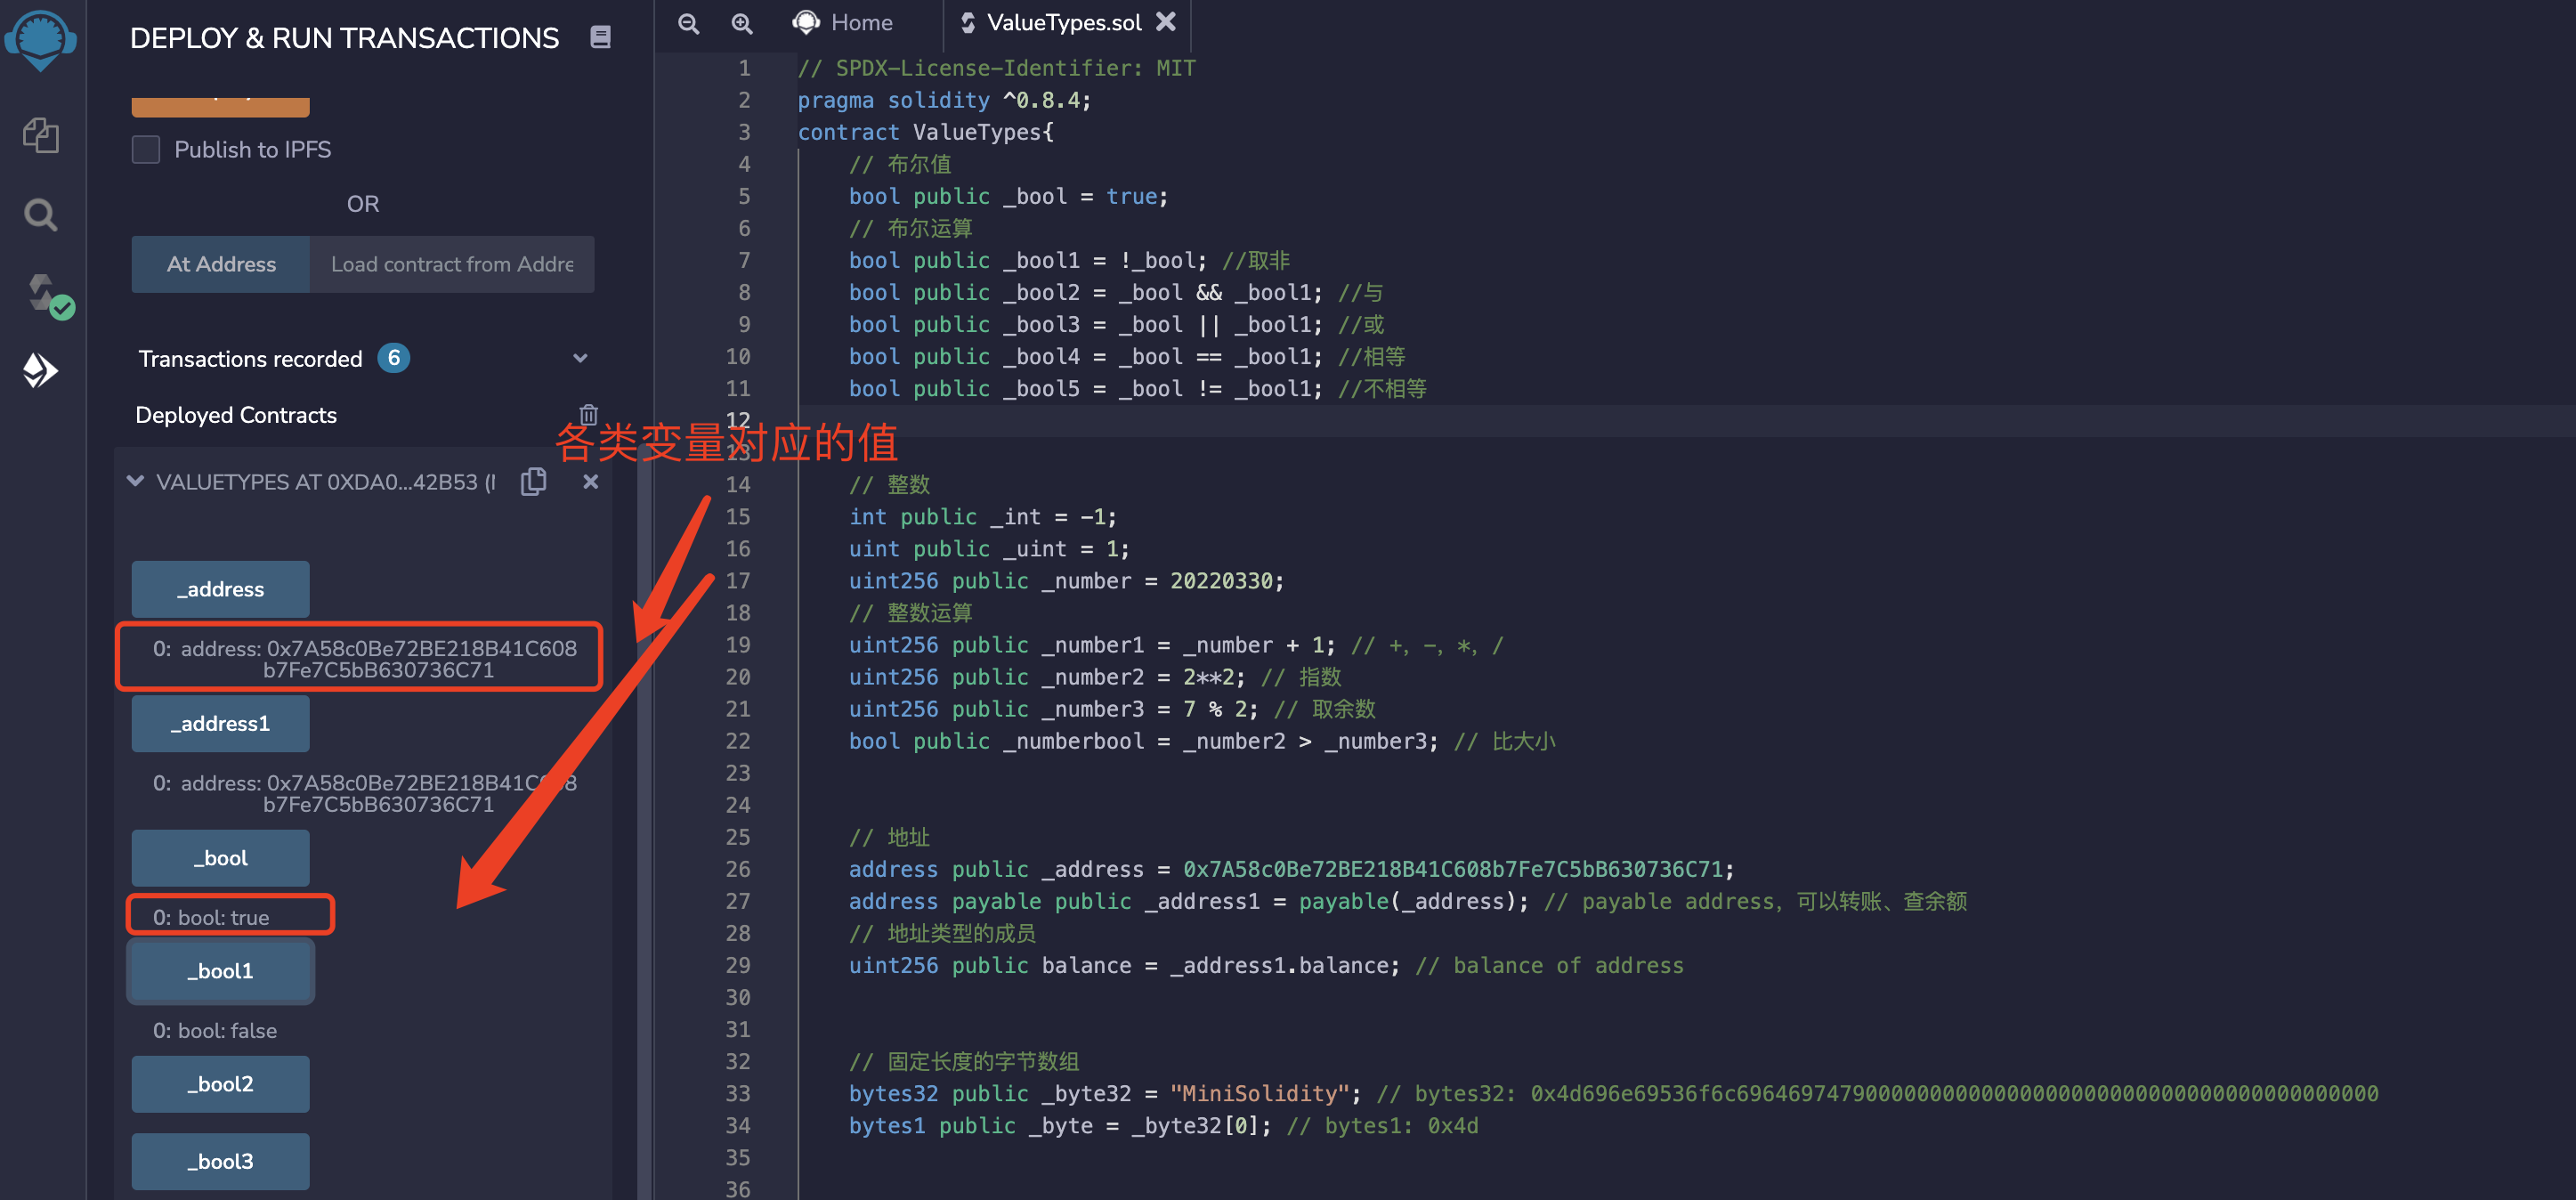 DEPLOY & RUN TRANSACTIONS
Publish to IPFS
OR
At Address
Load contract from Addre
Transactions recorded 6
Deployed Contracts
各类变量对应的值
VALUETYPES AT 0XDA0...42B53 (I
_address
0: address: 0x7A58c0Be72BE218B41C608
b7Fe7C5bB630736C71
_address1
0: address: 0x7A58c0Be72BE218B41C608
b7Fe7C5bB630736C71
_bool
0: bool: true
_bool1
0: bool: false
_bool2
_bool3
Home
ValueTypes.sol
1 // SPDX-License-Identifier: MIT
2 pragma solidity ^0.8.4;
3 contract ValueTypes{
4 // 布尔值
5 bool public _bool = true;
6 // 布尔运算
7 bool public _bool1 = !_bool; //取非
8 bool public _bool2 = _bool && _bool1; //与
9 bool public _bool3 = _bool || _bool1; //或
10 bool public _bool4 = _bool == _bool1; //相等
11 bool public _bool5 = _bool != _bool1; //不相等
12
13
14 // 整数
15 int public _int = -1;
16 uint public _uint = 1;
17 uint256 public _number = 20220330;
18 // 整数运算
19 uint256 public _number1 = _number + 1; // +, -, *, /
20 uint256 public _number2 = 2**2; // 指数
21 uint256 public _number3 = 7 % 2; // 取余数
22 bool public _numberbool = _number2 > _number3; // 比大小
23
24
25 // 地址
26 address public _address = 0x7A58c0Be72BE218B41C608b7Fe7C5bB630736C71;
27 address payable public _address1 = payable(_address); // payable address, 可以转账、查余额
28 // 地址类型的成员
29 uint256 public balance = _address1.balance; // balance of address
30
31
32 // 固定长度的字节数组
33 bytes32 public _byte32 = "MiniSolidity"; // bytes32: 0x4d696e69536f6c69646974790000000000000000000000000000000000000000
34 bytes1 public _byte = _byte32[0]; // bytes1: 0x4d
35
36